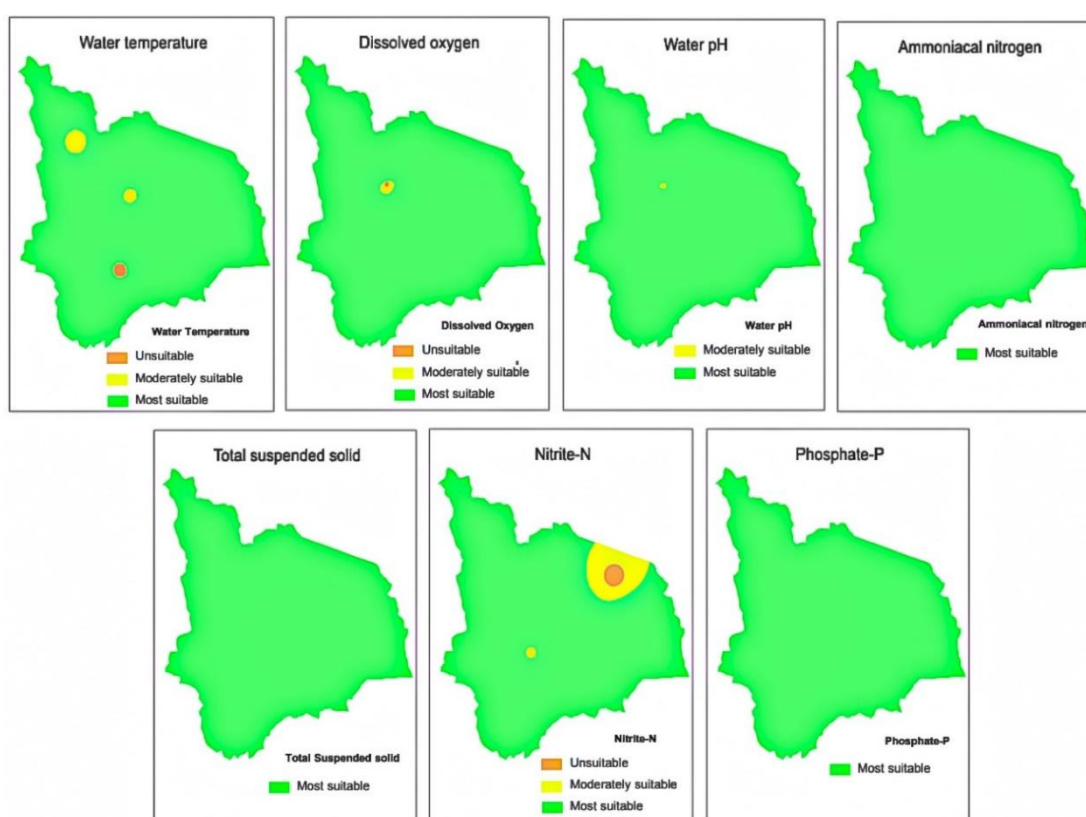 Water temperature
Water Temperature
Unsuitable
Moderately suitable
Most suitable
Dissolved oxygen
Dissolved Oxygen
Unsuitable
Moderately suitable
Most suitable
Water pH
Water pH
Moderately suitable
Most suitable
Ammoniacal nitrogen
Ammoniacal nitrogen
Most suitable
Total suspended solid
Total Suspended solid
Most suitable
Nitrite-N
Nitrite-N
Unsuitable
Moderately suitable
Most suitable
Phosphate-P
Phosphate-P
Most suitable